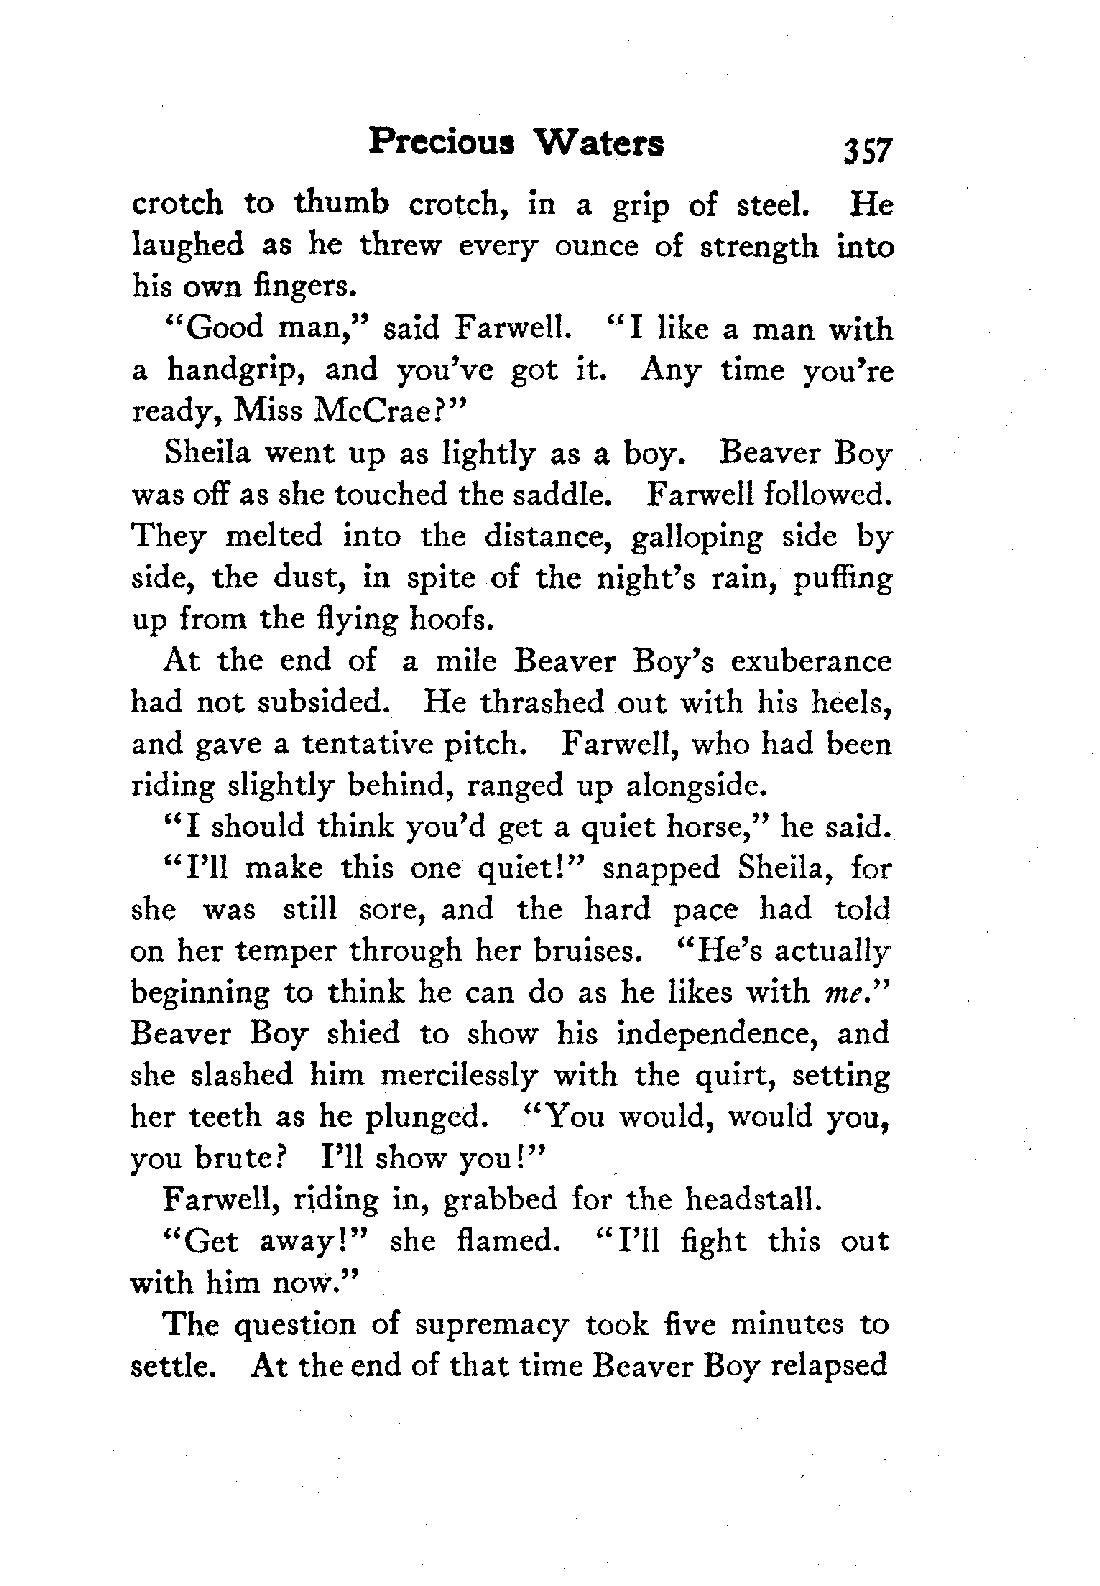 Precious Waters 357
crotch to thumb crotch, in a grip of steel. He
laughed as he threw every ounce of strength into
his own fingers.
“Good man,” said Farwell. “I like a man with
a handgrip, and you’ve got it. Any time you’re
ready, Miss McCrae?”
Sheila went up as lightly as a boy. Beaver Boy
was off as she touched the saddle. Farwell followed.
They melted into the distance, galloping side by
side, the dust, in spite of the night’s rain, puffing
up from the flying hoofs.
At the end of a mile Beaver Boy’s exuberance
had not subsided. He thrashed out with his heels,
and gave a tentative pitch. Farwell, who had been
riding slightly behind, ranged up alongside.
“I should think you’d get a quiet horse,” he said.
“I’ll make this one quiet!” snapped Sheila, for
she was still sore, and the hard pace had told
on her temper through her bruises. “He’s actually
beginning to think he can do as he likes with me.”
Beaver Boy shied to show his independence, and
she slashed him mercilessly with the quirt, setting
her teeth as he plunged. “You would, would you,
you brute? I’ll show you!”
Farwell, riding in, grabbed for the headstall.
“Get away!” she flamed. “I’ll fight this out
with him now.”
The question of supremacy took five minutes to
settle. At the end of that time Beaver Boy relapsed